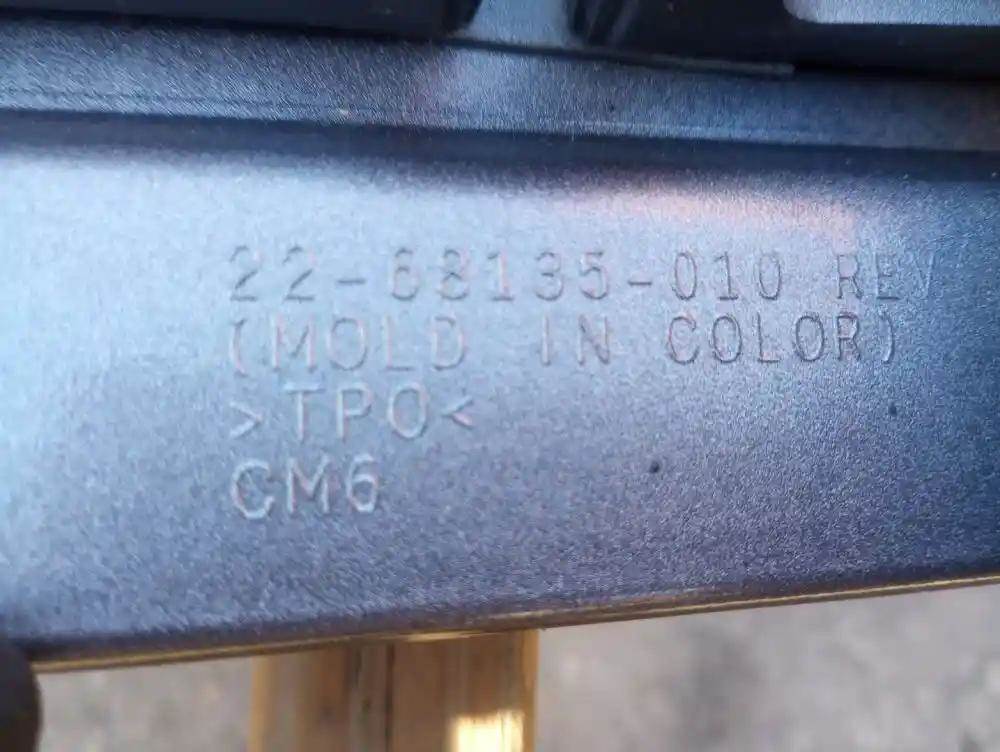 22-68135-010 REV
(MOLD IN COLOR)
>TPO<
CM6